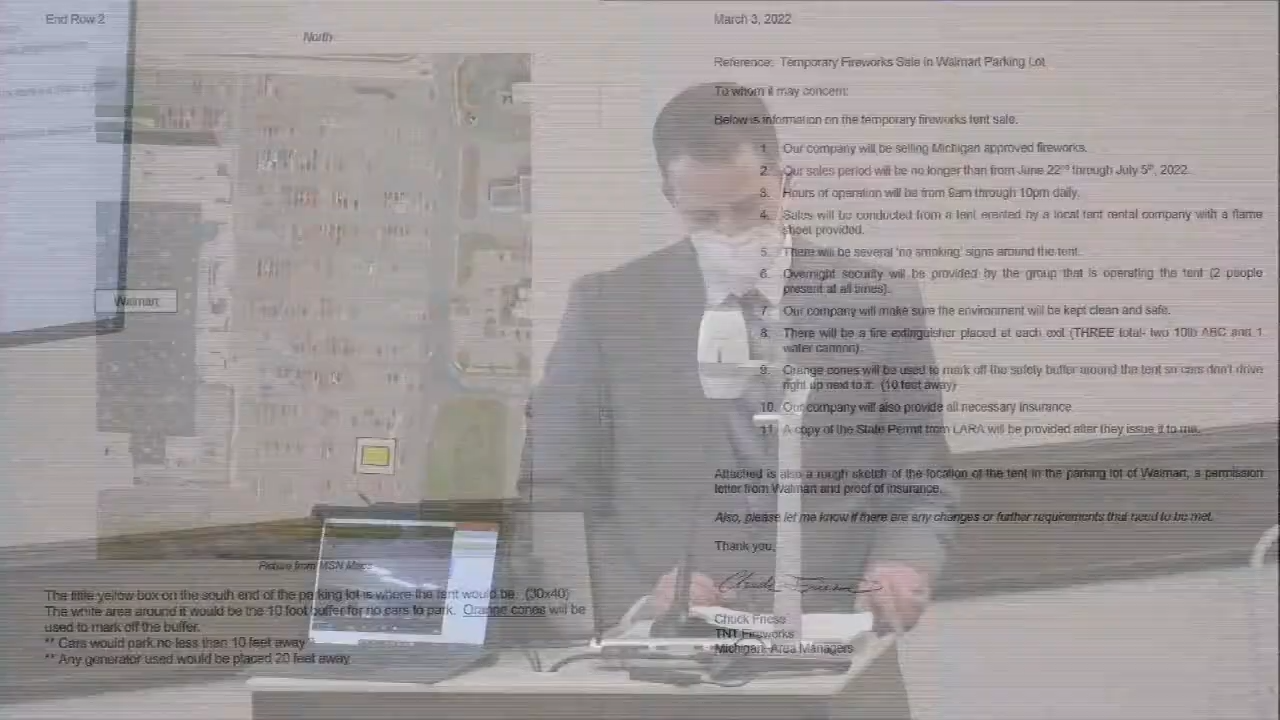 End Row 2
North
Walmart
Picture from MSN Maps
The little yellow box on the south end of the parking lot is where the tent would be. (30x40)
The white area around it would be the 10 foot buffer for no cars to park. Orange cones will be
used to mark off the buffer.
** Cars would park no less than 10 feet away
** Any generator used would be placed 20 feet away
March 3, 2022
Reference: Temporary Fireworks Sale in Walmart Parking Lot
To whom it may concern:
Below is information on the temporary fireworks tent sale.
1. Our company will be selling Michigan approved fireworks.
2. Our sales period will be no longer than from June 22nd through July 5th, 2022.
3. Hours of operation will be from 9am through 10pm daily.
4. Sales will be conducted from a tent erected by a local tent rental company with a flame
sheet provided.
5. There will be several 'no smoking' signs around the tent.
6. Overnight security will be provided by the group that is operating the tent (2 people
present at all times).
7. Our company will make sure the environment will be kept clean and safe.
8. There will be a fire extinguisher placed at each exit (THREE total- two 10lb ABC and 1
water cannon).
9. Orange cones will be used to mark off the safety buffer around the tent so cars don't drive
right up next to it. (10 feet away)
10. Our company will also provide all necessary insurance.
11. A copy of the State Permit from LARA will be provided after they issue it to me.
Attached is also a rough sketch of the location of the tent in the parking lot of Walmart, a permission
letter from Walmart and proof of insurance.
Also, please let me know if there are any changes or further requirements that need to be met.
Thank you,
Chuck Friese
Chuck Friese
TNT Fireworks
Michigan-Area Managers